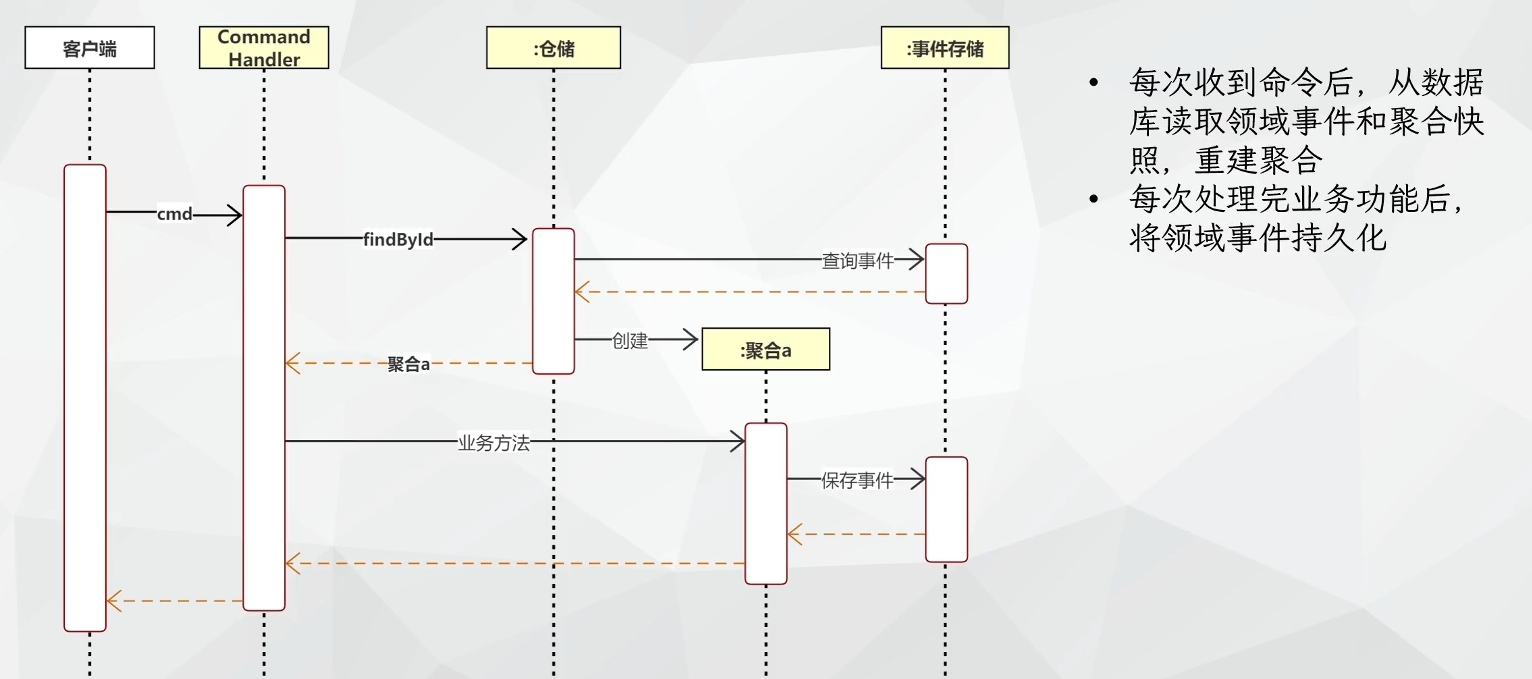 客户端
Command
Handler
:仓储
:事件存储
cmd
findById
查询事件
创建
:聚合a
聚合a
业务方法
保存事件
• 每次收到命令后，从数据
库读取领域事件和聚合快
照，重建聚合
• 每次处理完业务功能后，
将领域事件持久化